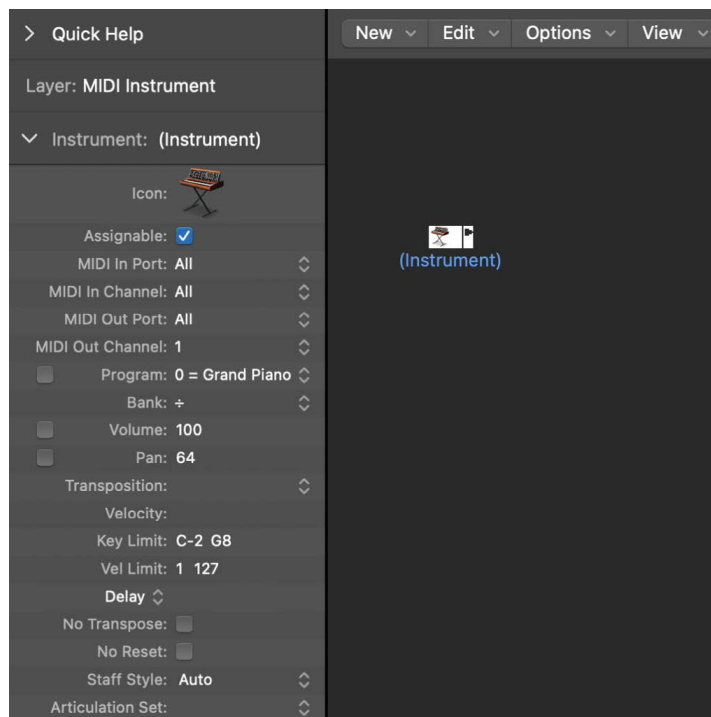 Quick Help
New Edit Options View
Layer: MIDI Instrument
Instrument: (Instrument)
Icon:
Assignable:
MIDI In Port: All
MIDI In Channel: All
MIDI Out Port: All
MIDI Out Channel: 1
Program: 0 = Grand Piano
Bank: ÷
Volume: 100
Pan: 64
Transposition:
Velocity:
Key Limit: C-2 G8
Vel Limit: 1 127
Delay
No Transpose:
No Reset:
Staff Style: Auto
Articulation Set:
(Instrument)